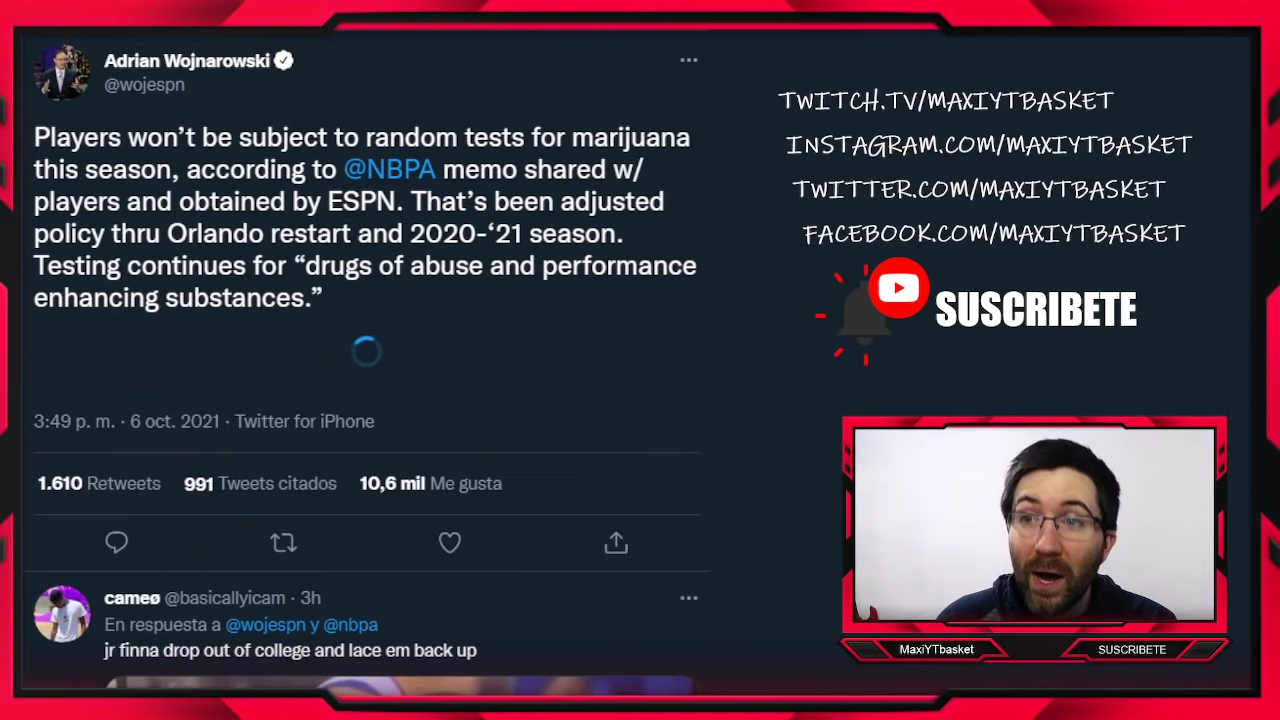 Adrian Wojnarowski
@wojespn
Players won’t be subject to random tests for marijuana
this season, according to @NBPA memo shared w/
players and obtained by ESPN. That’s been adjusted
policy thru Orlando restart and 2020-‘21 season.
Testing continues for “drugs of abuse and performance
enhancing substances.”
3:49 p. m. · 6 oct. 2021 · Twitter for iPhone
1.610 Retweets 991 Tweets citados 10,6 mil Me gusta
cameø @basicallyicam · 3h
En respuesta a @wojespn y @nbpa
jr finna drop out of college and lace em back up
TWITCH.TV/MAXIYTBASKET
INSTAGRAM.COM/MAXIYTBASKET
TWITTER.COM/MAXIYTBASKET
FACEBOOK.COM/MAXIYTBASKET
SUSCRIBETE
MaxiYTbasket
SUSCRIBETE